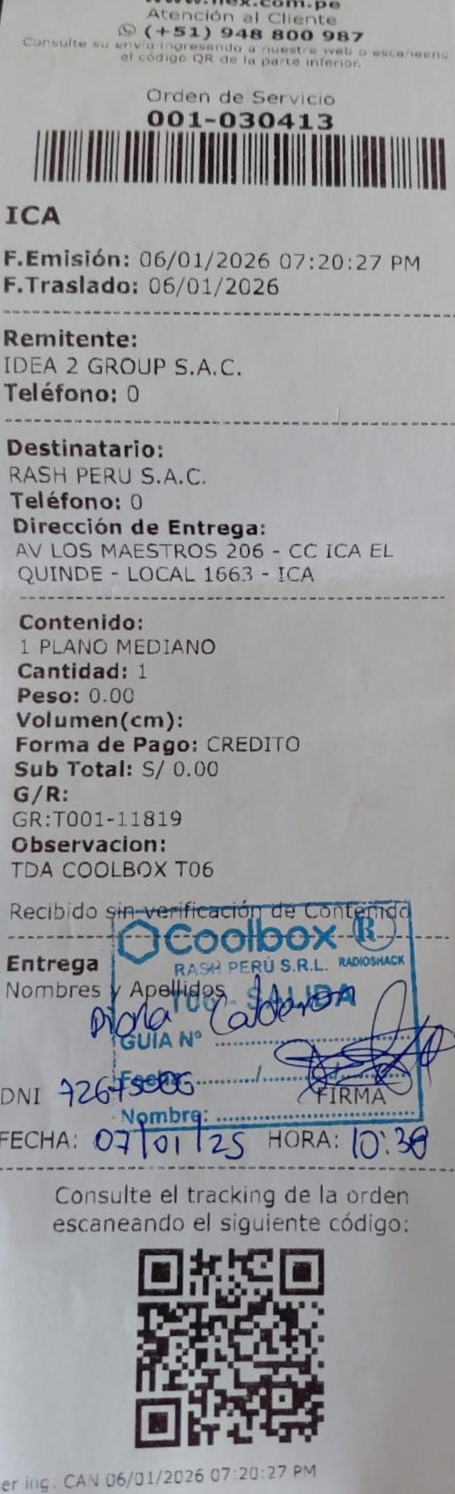 Atención al Cliente
(+51) 948 800 987
Consulte su envío ingresando a nuestra web o escaneando
el código QR de la parte inferior.
Orden de Servicio
001-030413
ICA
F.Emisión: 06/01/2026 07:20:27 PM
F.Traslado: 06/01/2026
Remitente:
IDEA 2 GROUP S.A.C.
Teléfono: 0
Destinatario:
RASH PERU S.A.C.
Teléfono: 0
Dirección de Entrega:
AV LOS MAESTROS 206 - CC ICA EL
QUINDE - LOCAL 1663 - ICA
Contenido:
1 PLANO MEDIANO
Cantidad: 1
Peso: 0.00
Volumen(cm):
Forma de Pago: CREDITO
Sub Total: S/ 0.00
G/R:
GR:T001-11819
Observacion:
TDA COOLBOX T06
Recibido sin verificación de Contenido
Coolbox R
RASH PERÚ S.R.L. RADIOSHACK
Entrega
Nombres y Apellidos
T06 - SALIDA
Calderon
GUIA N°
Fecha: /
DNI
FIRMA
Nombre:
FECHA: 07/01/25 HORA: 10:30
Consulte el tracking de la orden
escaneando el siguiente código:
er ing: CAN 06/01/2026 07:20:27 PM